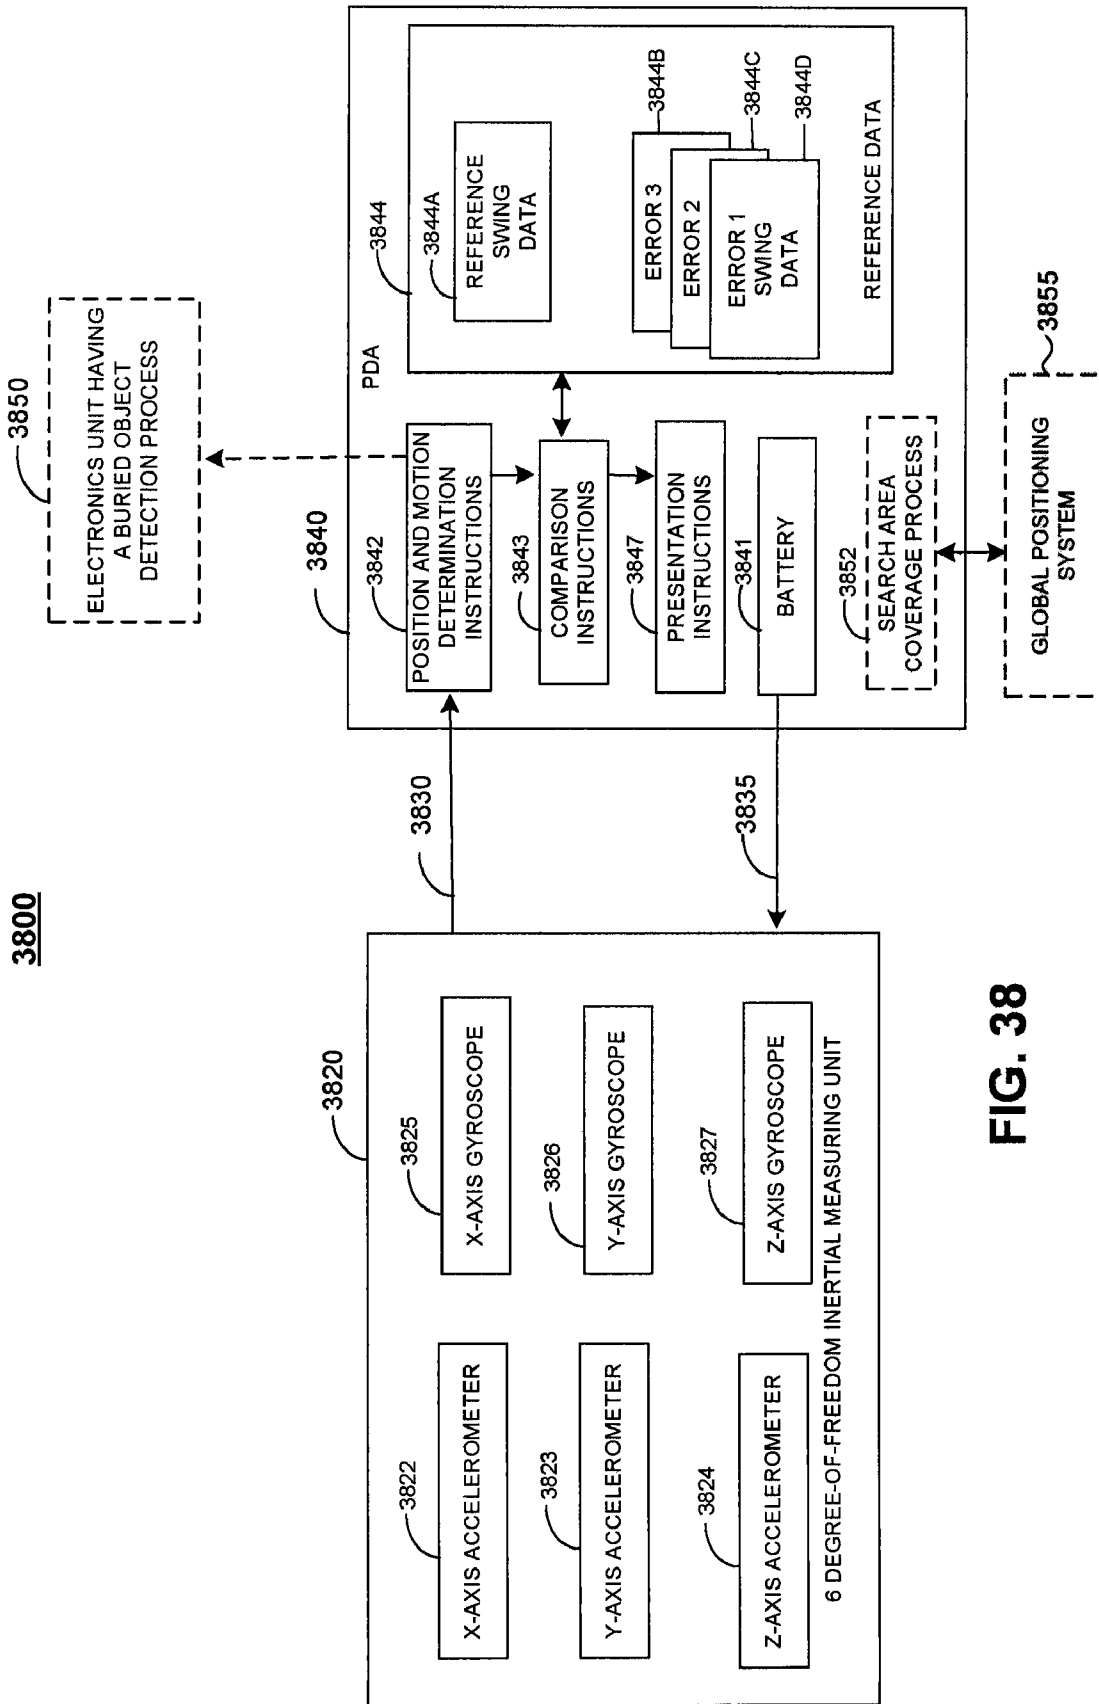 3800
3820
3822
X-AXIS ACCELEROMETER
3825
X-AXIS GYROSCOPE
3823
Y-AXIS ACCELEROMETER
3826
Y-AXIS GYROSCOPE
3824
Z-AXIS ACCELEROMETER
3827
Z-AXIS GYROSCOPE
6 DEGREE-OF-FREEDOM INERTIAL MEASURING UNIT
3830
3835
3850
ELECTRONICS UNIT HAVING
A BURIED OBJECT
DETECTION PROCESS
3840
PDA
3842
POSITION AND MOTION
DETERMINATION
INSTRUCTIONS
3843
COMPARISON
INSTRUCTIONS
3847
PRESENTATION
INSTRUCTIONS
3841
BATTERY
3852
SEARCH AREA
COVERAGE PROCESS
3844
3844A
REFERENCE
SWING
DATA
ERROR 3
3844B
ERROR 2
3844C
ERROR 1
SWING
DATA
3844D
REFERENCE DATA
3855
GLOBAL POSITIONING
SYSTEM
FIG. 38